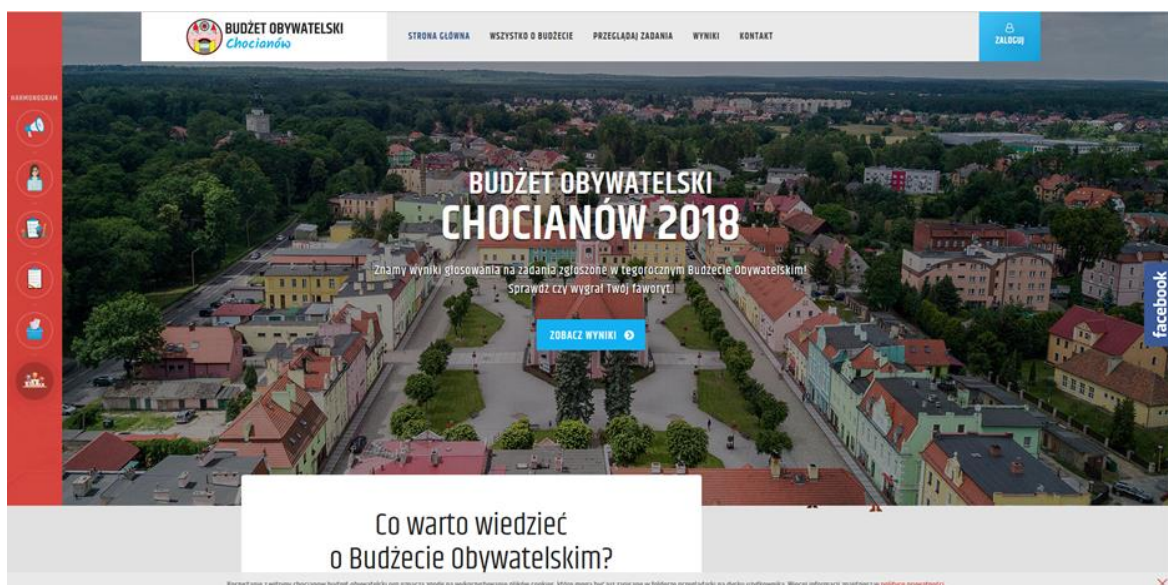 BUDŻET OBYWATELSKI
Chocianów
STRONA GŁÓWNA WSZYSTKO O BUDŻECIE PRZEGLĄDAJ ZADANIA WYNIKI KONTAKT
ZALOGUJ
HARMONOGRAM
BUDŻET OBYWATELSKI
CHOCIANÓW 2018
Znamy wyniki głosowania na zadania zgłoszone w tegorocznym Budżecie Obywatelskim!
Sprawdź czy wygrał Twój faworyt.
ZOBACZ WYNIKI
facebook
Co warto wiedzieć
o Budżecie Obywatelskim?